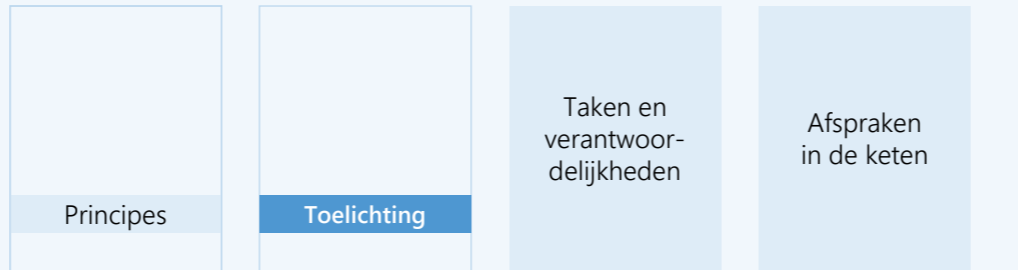 Principes
Toelichting
Taken en
verantwoor-
delijkheden
Afspraken
in de keten